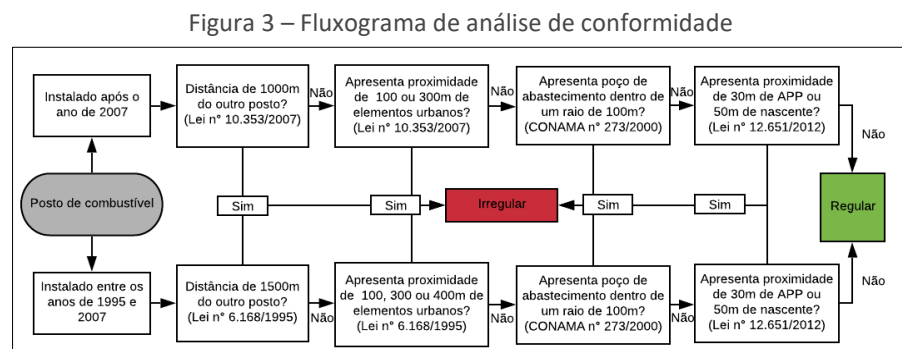 Figura 3 – Fluxograma de análise de conformidade
Instalado após o
ano de 2007
Distância de 1000m
do outro posto?
(Lei n° 10.353/2007)
Não
Apresenta proximidade
de 100 ou 300m de
elementos urbanos?
(Lei n° 10.353/2007)
Não
Apresenta poço de
abastecimento dentro de
um raio de 100m?
(CONAMA n° 273/2000)
Não
Apresenta proximidade
de 30m de APP ou
50m de nascente?
(Lei n° 12.651/2012)
Não
Posto de combustível
Sim
Sim
Irregular
Sim
Sim
Regular
Instalado entre os
anos de 1995 e
2007
Distância de 1500m
do outro posto?
(Lei n° 6.168/1995)
Não
Apresenta proximidade
de 100, 300 ou 400m de
elementos urbanos?
(Lei n° 6.168/1995)
Não
Apresenta poço de
abastecimento dentro de
um raio de 100m?
(CONAMA n° 273/2000)
Não
Apresenta proximidade
de 30m de APP ou
50m de nascente?
(Lei n° 12.651/2012)
Não